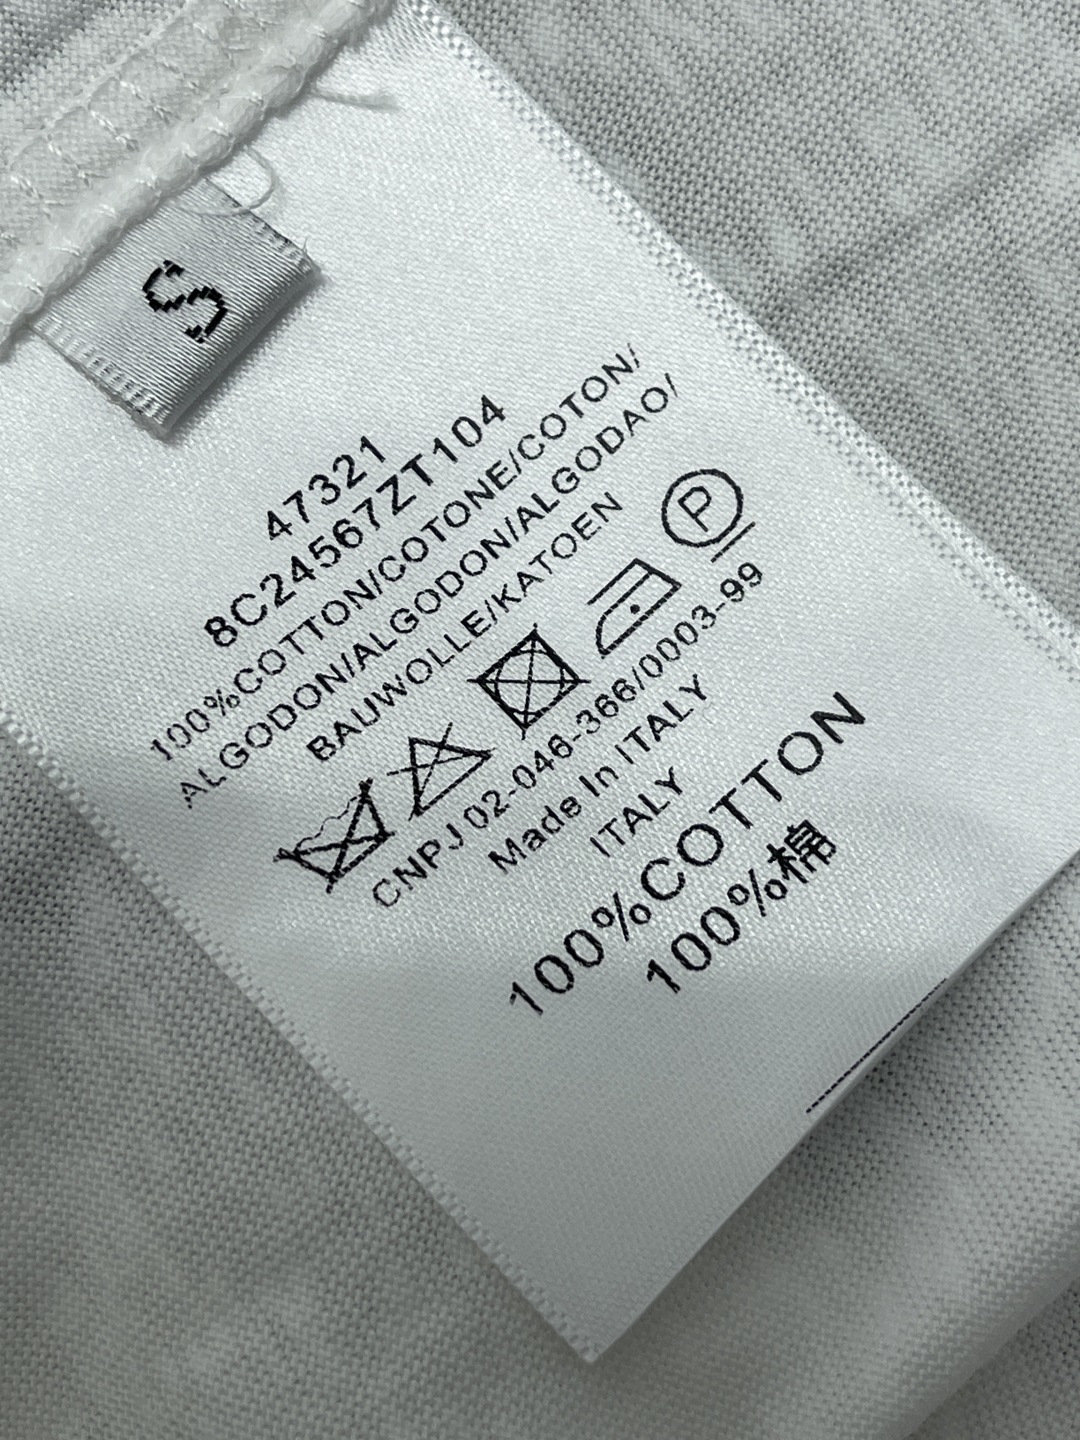 S
47321
8C24567ZT104
100%COTTON/COTONE/COTON/
ALGODON/ALGODON/ALGODAO/
BAUWOLLE/KATOEN
P
CNPJ 02-046-366/0003-99
Made In ITALY
ITALY
100%COTTON
100%棉